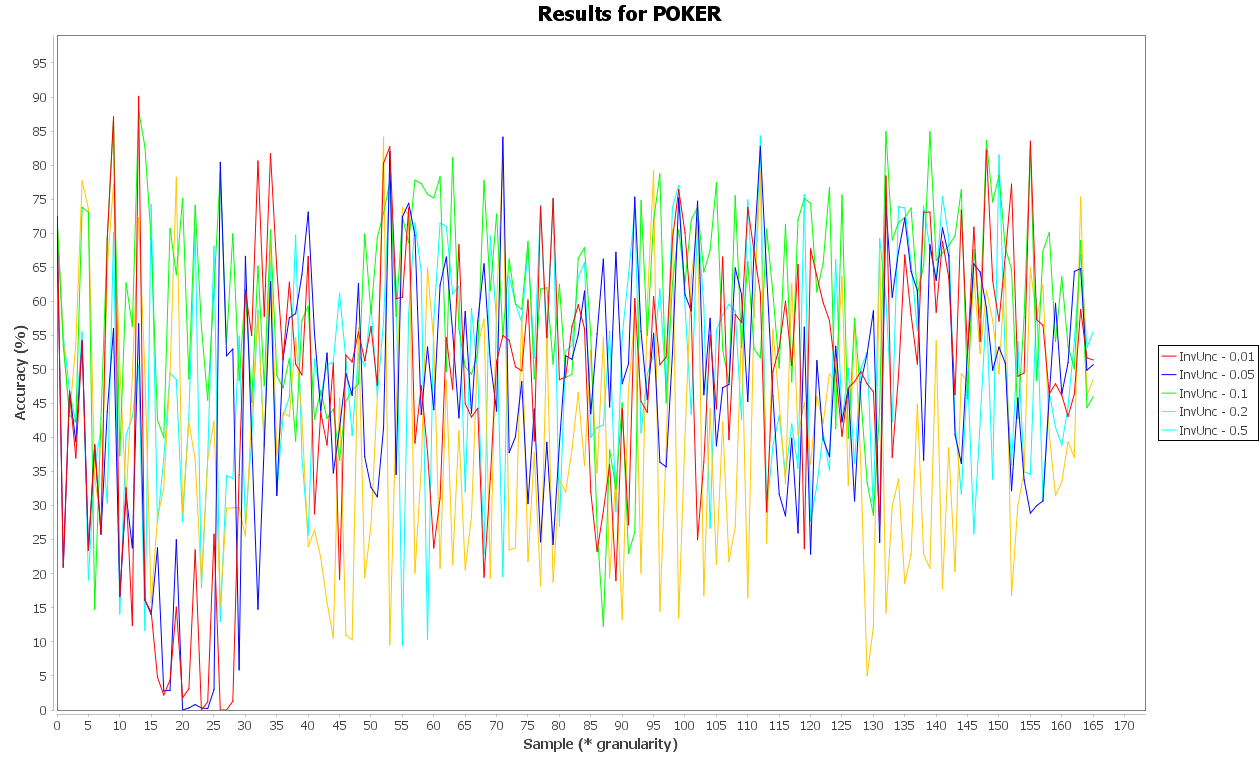 Results for POKER
Accuracy (%)
95
90
85
80
75
70
65
60
55
50
45
40
35
30
25
20
15
10
5
0
0 5 10 15 20 25 30 35 40 45 50 55 60 65 70 75 80 85 90 95 100 105 110 115 120 125 130 135 140 145 150 155 160 165 170
Sample (* granularity)
InvUnc - 0.01
InvUnc - 0.05
InvUnc - 0.1
InvUnc - 0.2
InvUnc - 0.5